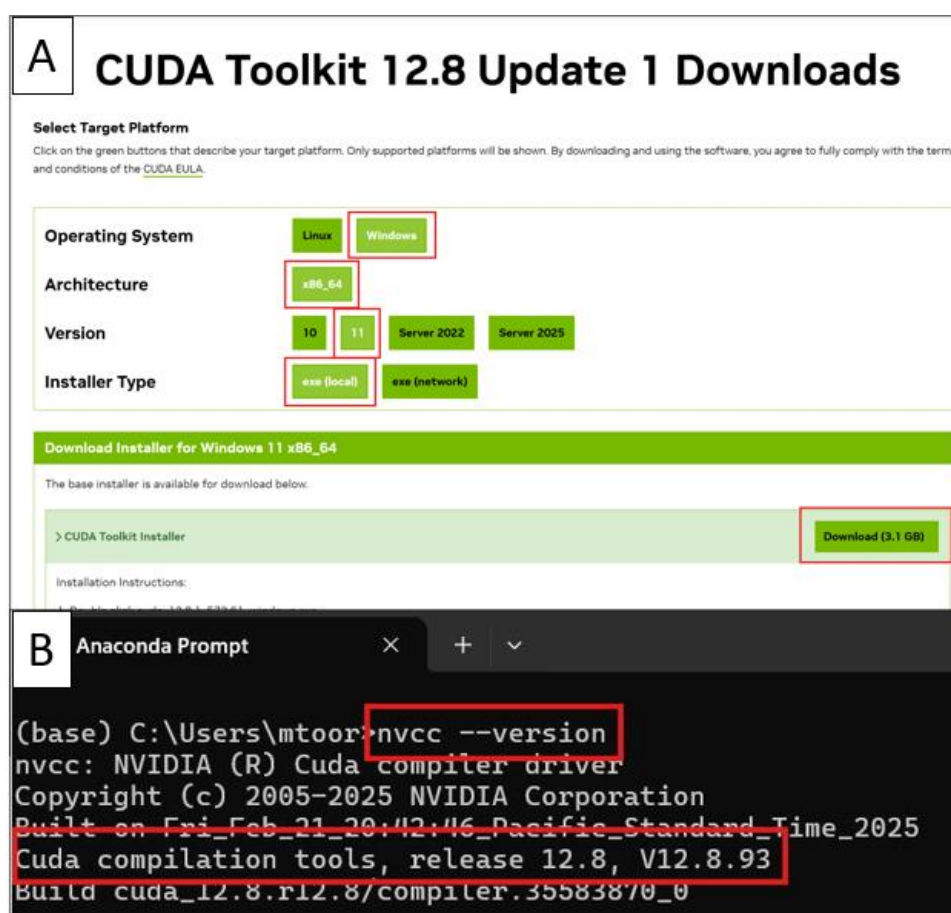 A
CUDA Toolkit 12.8 Update 1 Downloads
Select Target Platform
Click on the green buttons that describe your target platform. Only supported platforms will be shown. By downloading and using the software, you agree to fully comply with the term
and conditions of the CUDA EULA.
Operating System Linux Windows
Architecture x86_64
Version 10 11 Server 2022 Server 2025
Installer Type exe (local) exe (network)
Download Installer for Windows 11 x86_64
The base installer is available for download below.
> CUDA Toolkit Installer Download (3.1 GB)
Installation Instructions:
B
Anaconda Prompt
(base) C:\Users\mtoor>nvcc --version
nvcc: NVIDIA (R) Cuda compiler driver
Copyright (c) 2005-2025 NVIDIA Corporation
Built on Fri_Feb_21_20:42:46_Pacific_Standard_Time_2025
Cuda compilation tools, release 12.8, V12.8.93
Build cuda_12.8.r12.8/compiler.35583870_0